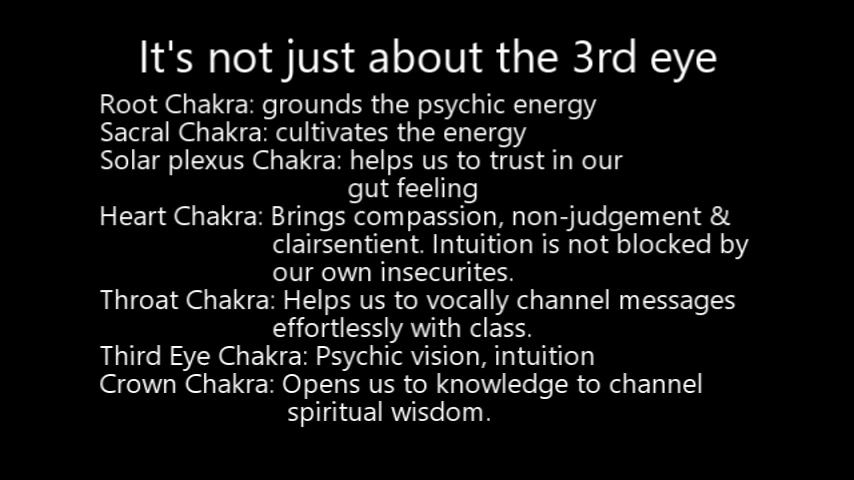 It's not just about the 3rd eye
Root Chakra: grounds the psychic energy
Sacral Chakra: cultivates the energy
Solar plexus Chakra: helps us to trust in our
gut feeling
Heart Chakra: Brings compassion, non-judgement &
clairsentient. Intuition is not blocked by
our own insecurites.
Throat Chakra: Helps us to vocally channel messages
effortlessly with class.
Third Eye Chakra: Psychic vision, intuition
Crown Chakra: Opens us to knowledge to channel
spiritual wisdom.